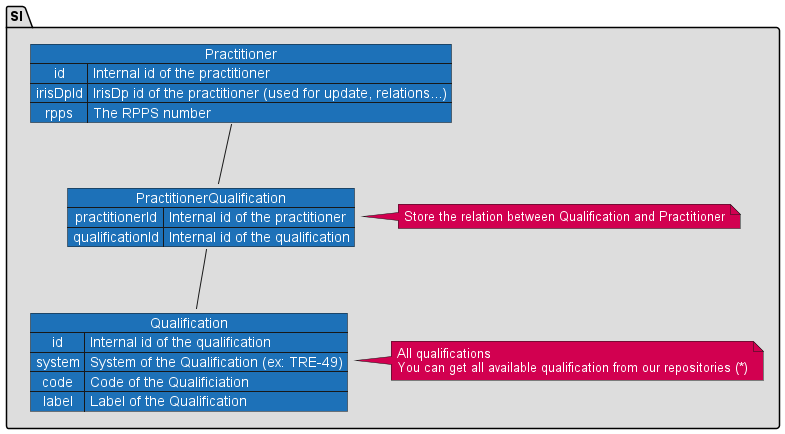 SI
Practitioner
id Internal id of the practitioner
irisDpId IrisDp id of the practitioner (used for update, relations...)
rpps The RPPS number
PractitionerQualification
practitionerId Internal id of the practitioner
qualificationId Internal id of the qualification
Store the relation between Qualification and Practitioner
Qualification
id Internal id of the qualification
system System of the Qualification (ex: TRE-49)
code Code of the Qualificiation
label Label of the Qualification
All qualifications
You can get all available qualification from our repositories (*)